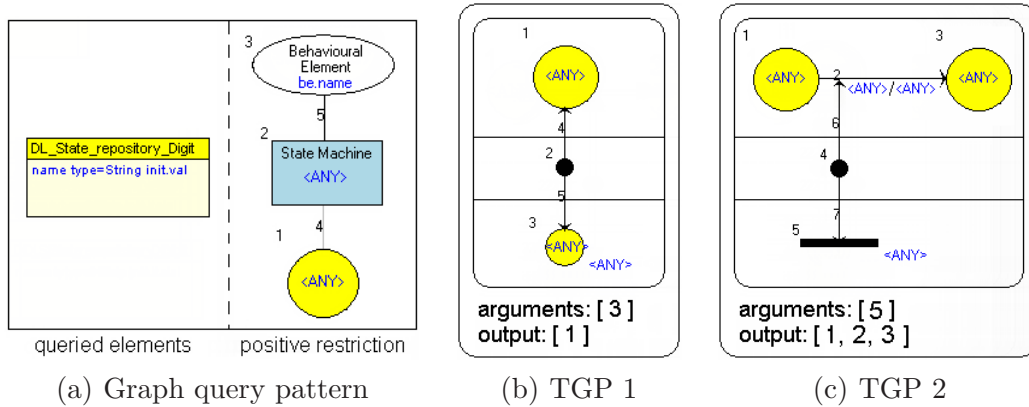 DL_State_repository_Digit
name type=String init.val
queried elements
3
Behavioural
Element
be.name
5
2
State Machine
<ANY>
4
1
<ANY>
positive restriction
(a) Graph query pattern
1
<ANY>
4
2
5
3
<ANY>
<ANY>
arguments: [ 3 ]
output: [ 1 ]
(b) TGP 1
1
3
<ANY>
2
<ANY>
<ANY>/<ANY>
6
4
7
5
<ANY>
arguments: [ 5 ]
output: [ 1, 2, 3 ]
(c) TGP 2